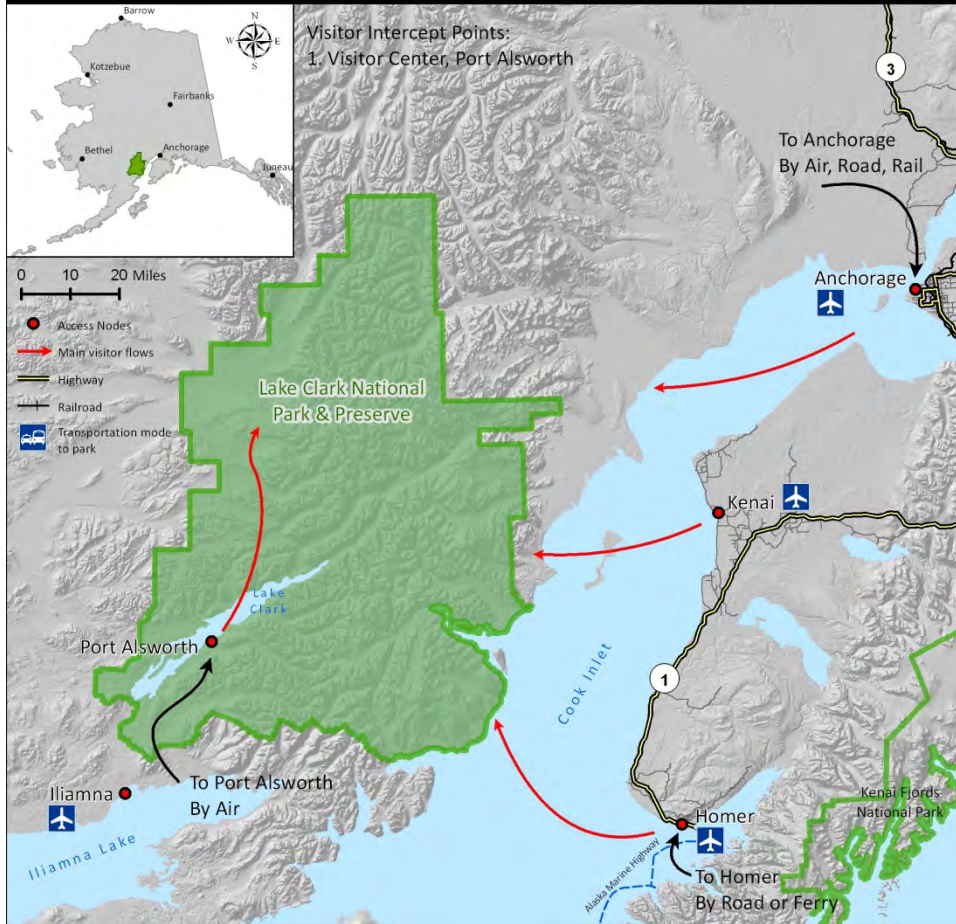 Barrow
N
W
E
S
Kotzebue
Fairbanks
Bethel
Anchorage
Juneau
Visitor Intercept Points:
1. Visitor Center, Port Alsworth
3
To Anchorage
By Air, Road, Rail
0 10 20 Miles
Access Nodes
Main visitor flows
Highway
Railroad
Transportation mode
to park
Anchorage
Lake Clark National
Park & Preserve
Kenai
Lake
Clark
Port Alsworth
Cook Inlet
1
To Port Alsworth
By Air
Iliamna
Iliamna Lake
Homer
Kenai Fjords
National Park
Alaska Marine Highway
To Homer
By Road or Ferry